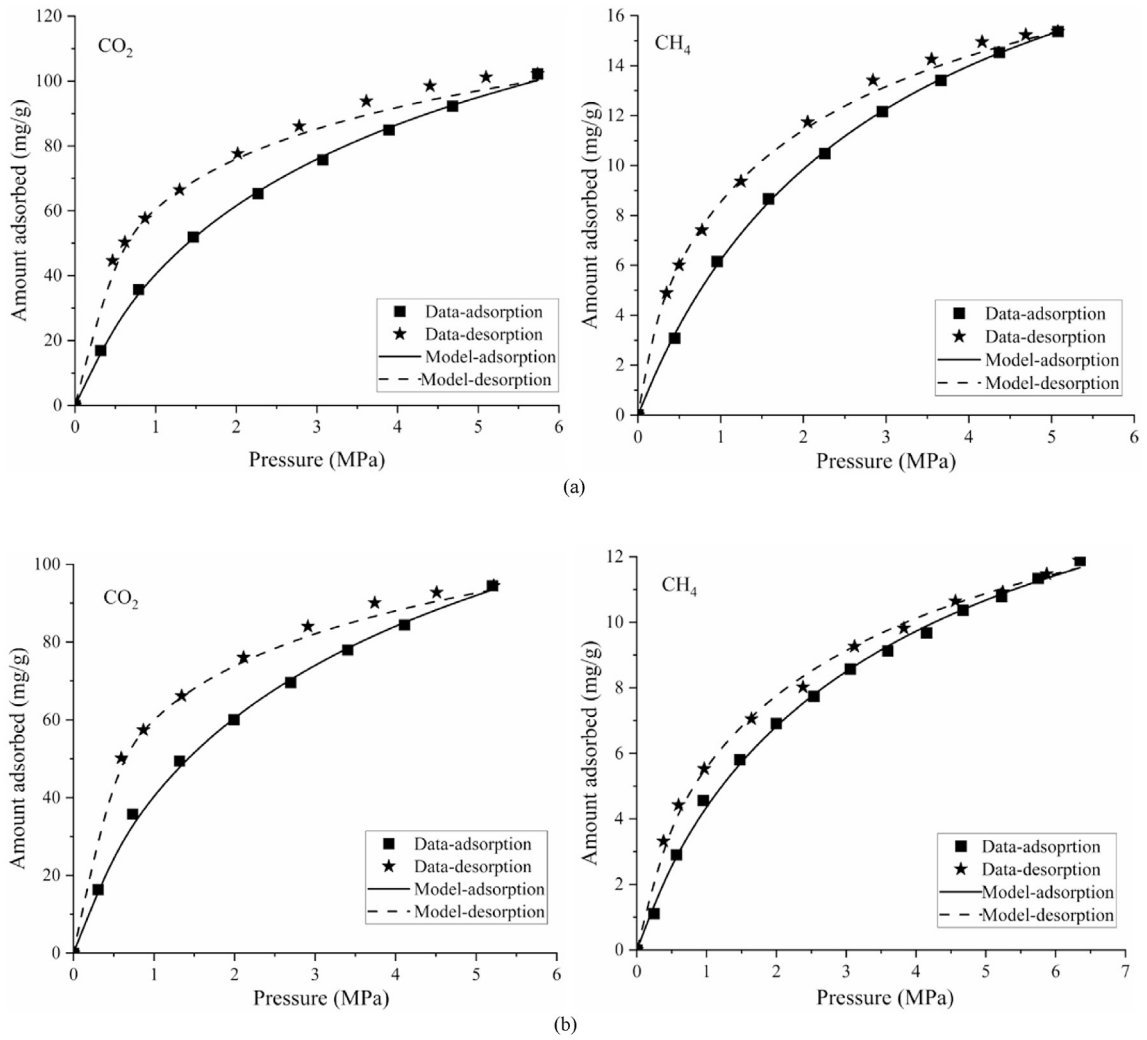 CO2
Amount adsorbed (mg/g)
120
100
80
60
40
20
0
0 1 2 3 4 5 6
Pressure (MPa)
Data-adsorption
Data-desorption
Model-adsorption
Model-desorption
CH4
Amount adsorbed (mg/g)
16
14
12
10
8
6
4
2
0
0 1 2 3 4 5 6
Pressure (MPa)
Data-adsorption
Data-desorption
Model-adsorption
Model-desorption
(a)
CO2
Amount adsorbed (mg/g)
100
80
60
40
20
0
0 1 2 3 4 5 6
Pressure (MPa)
Data-adsorption
Data-desorption
Model-adsorption
Model-desorption
CH4
Amount adsorbed (mg/g)
12
10
8
6
4
2
0
0 1 2 3 4 5 6 7
Pressure (MPa)
Data-adsoprtion
Data-desorption
Model-adsorption
Model-desorption
(b)